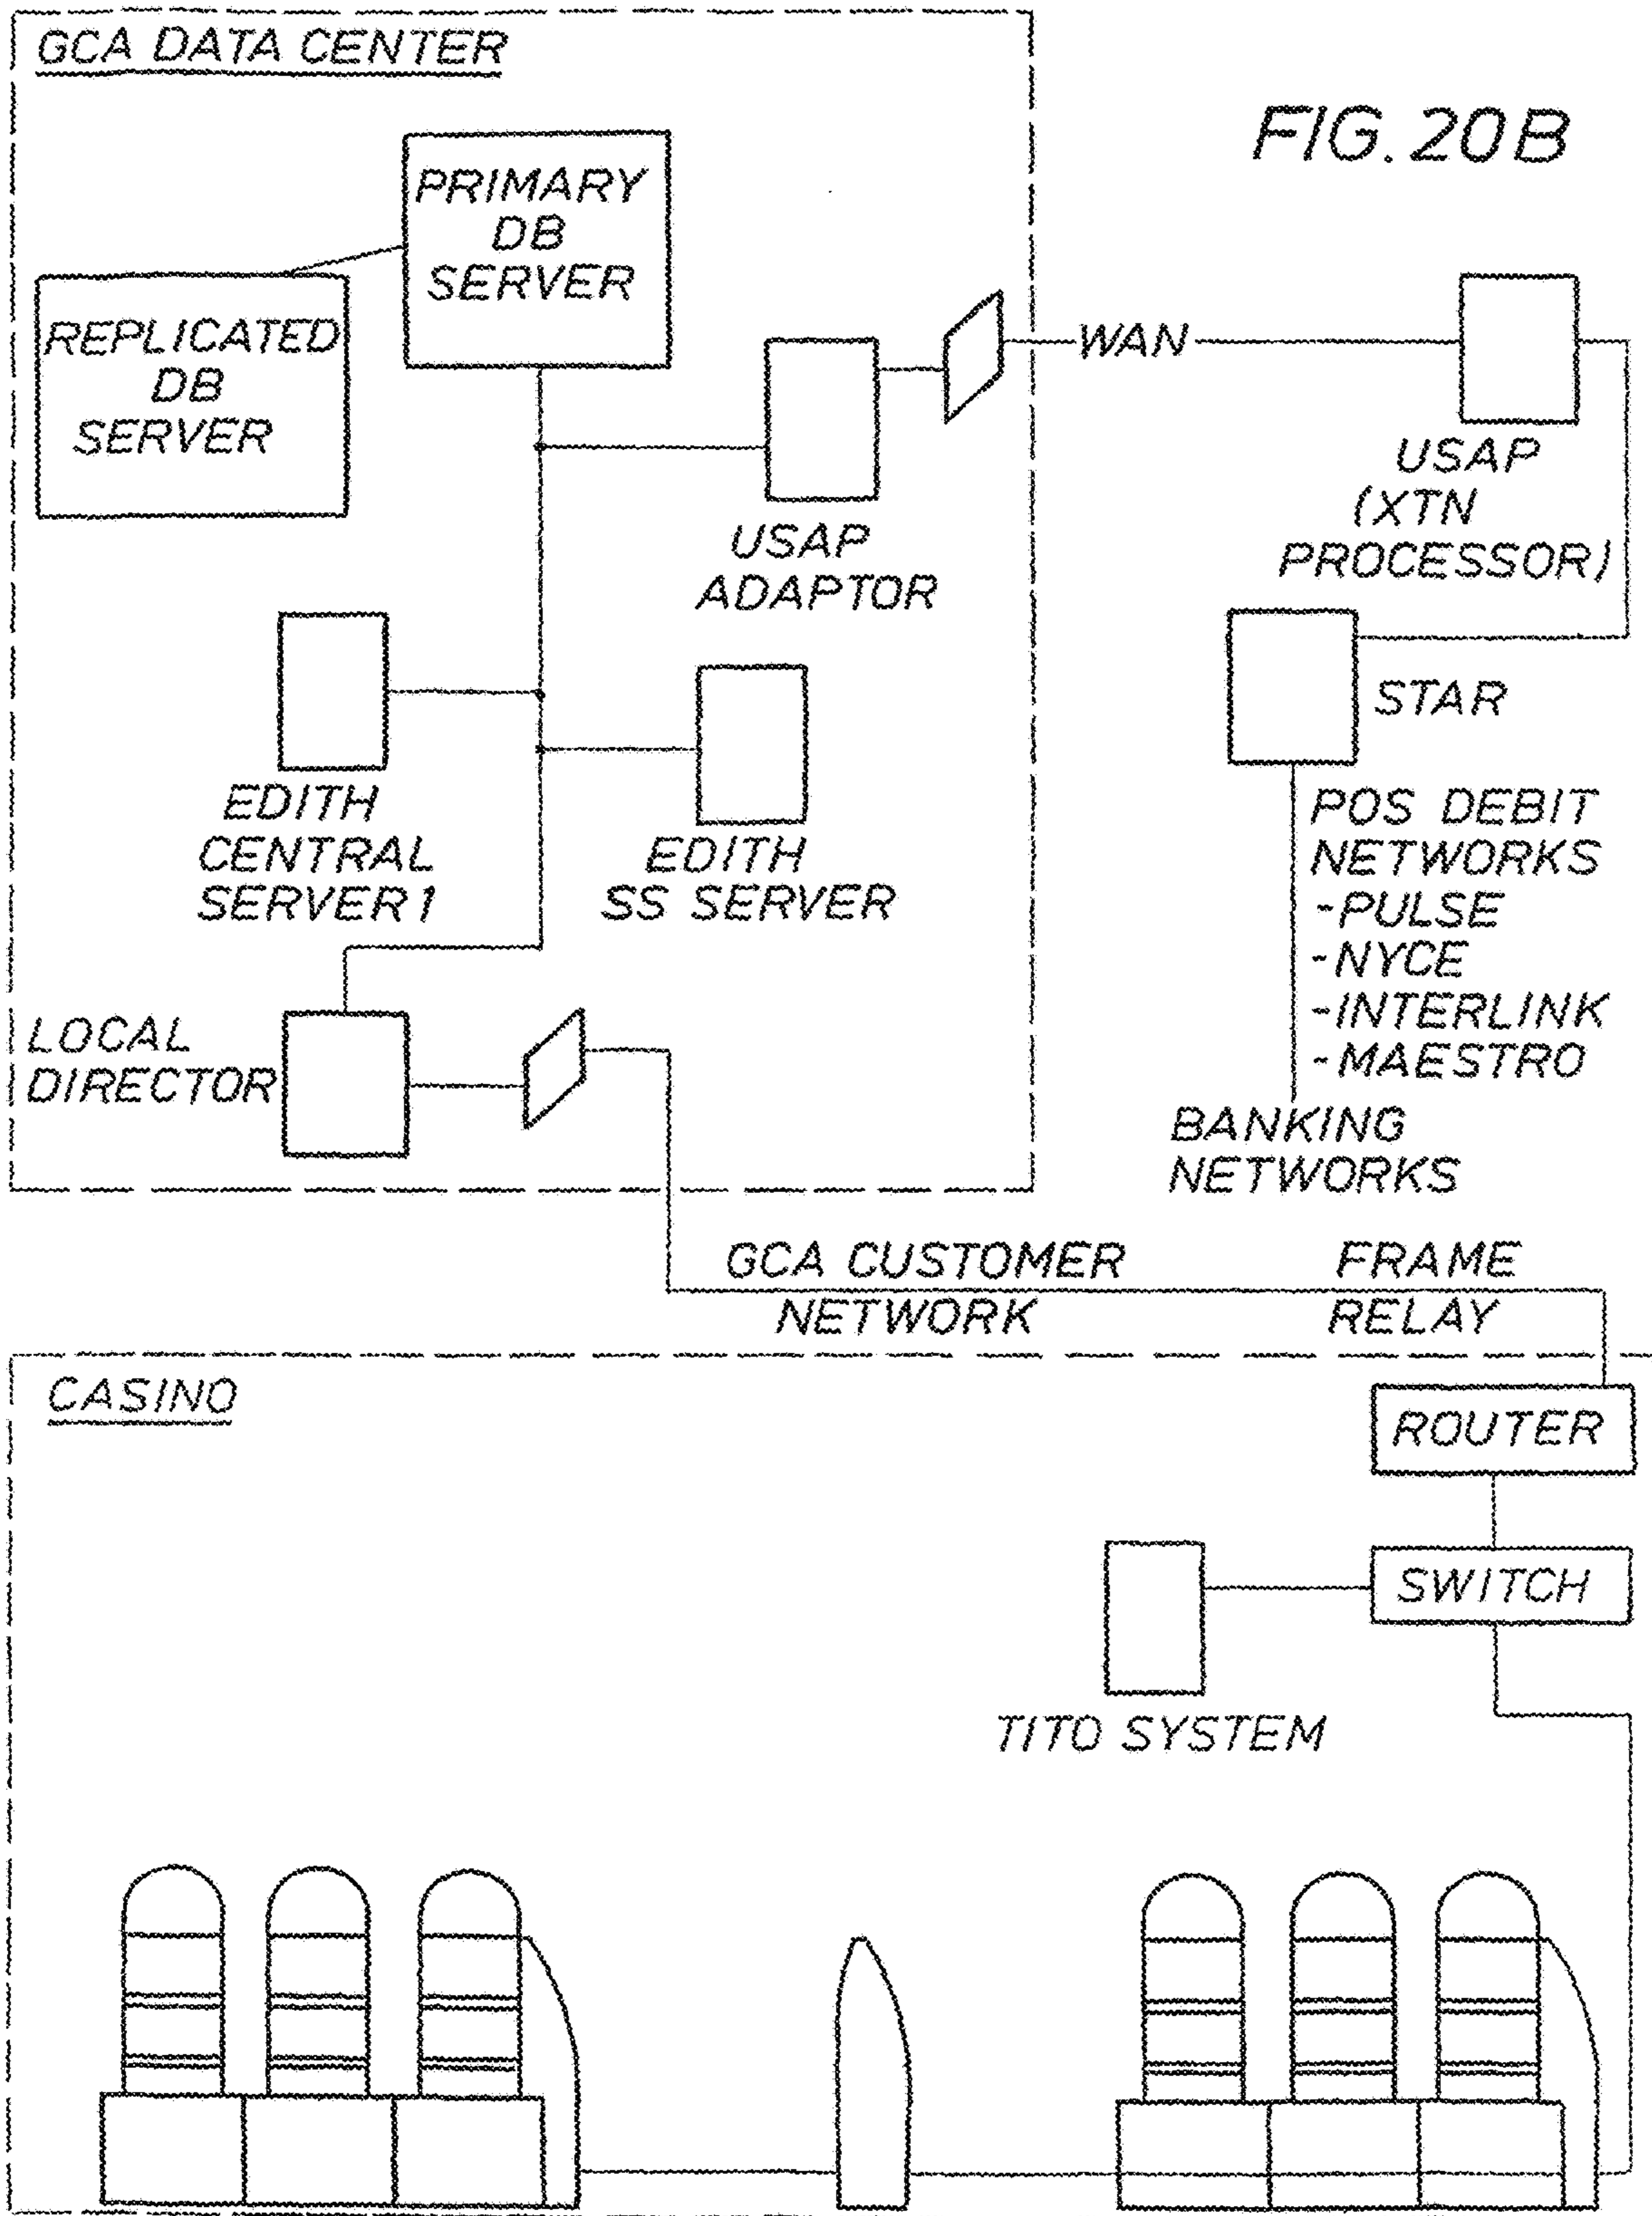 GCA DATA CENTER
FIG. 20B
PRIMARY
DB
SERVER
REPLICATED
DB
SERVER
WAN
USAP
(XTN
PROCESSOR)
USAP
ADAPTOR
STAR
EDITH
CENTRAL
SERVER 1
EDITH
SS SERVER
POS DEBIT
NETWORKS
-PULSE
-NYCE
-INTERLINK
-MAESTRO
LOCAL
DIRECTOR
BANKING
NETWORKS
GCA CUSTOMER
NETWORK
FRAME
RELAY
CASINO
ROUTER
SWITCH
TITO SYSTEM